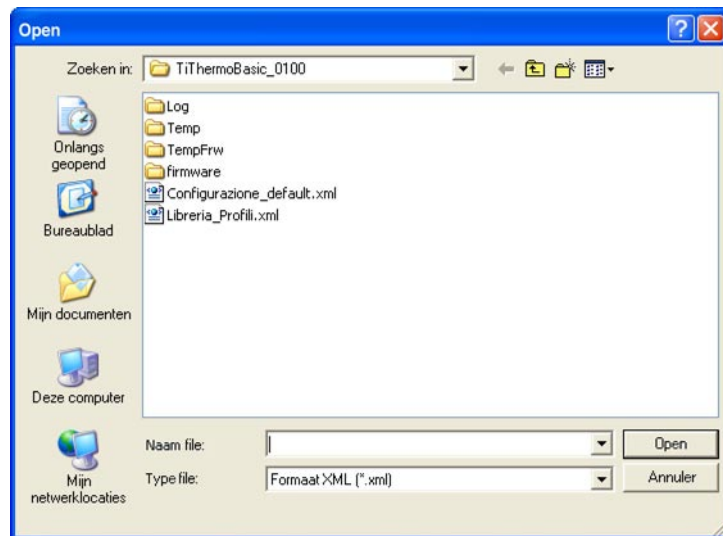 Open
Zoeken in:
TiThermoBasic_0100
Log
Temp
TempFrw
firmware
Configurazione_default.xml
Libreria_Profili.xml
Onlangs
geopend
Bureaublad
Mijn documenten
Deze computer
Mijn
netwerklocaties
Naam file:
Open
Type file:
Formaat XML (*.xml)
Annuler